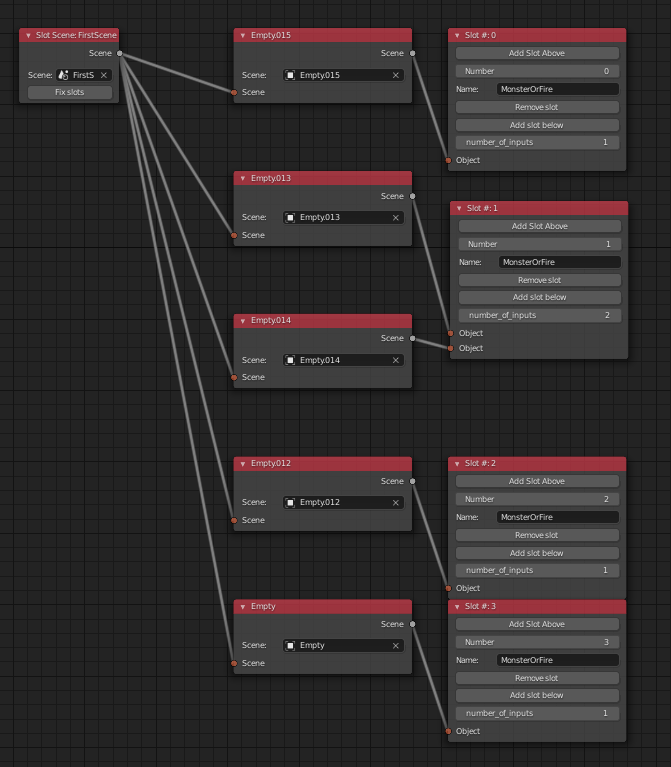 Slot Scene: FirstScene
Scene
Scene:
FirstS
Fix slots
Empty.015
Scene
Scene:
Empty.015
Scene
Slot #: 0
Add Slot Above
Number 0
Name: MonsterOrFire
Remove slot
Add slot below
number_of_inputs 1
Object
Empty.013
Scene
Scene:
Empty.013
Scene
Slot #: 1
Add Slot Above
Number 1
Name: MonsterOrFire
Remove slot
Add slot below
number_of_inputs 2
Object
Object
Empty.014
Scene
Scene:
Empty.014
Scene
Empty.012
Scene
Scene:
Empty.012
Scene
Slot #: 2
Add Slot Above
Number 2
Name: MonsterOrFire
Remove slot
Add slot below
number_of_inputs 1
Object
Empty
Scene
Scene:
Empty
Scene
Slot #: 3
Add Slot Above
Number 3
Name: MonsterOrFire
Remove slot
Add slot below
number_of_inputs 1
Object